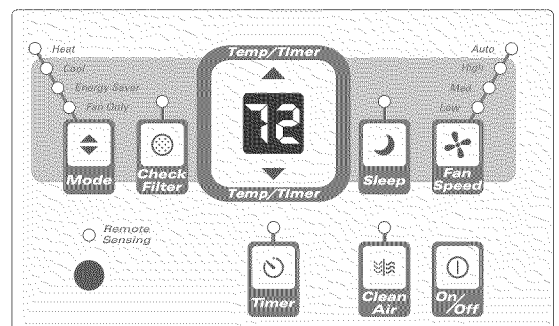 Temp/Timer
Heat
Cool
Energy Saver
Fan Only
Auto
High
Med
Low
72
Mode
Check
Filter
Temp/Timer
Sleep
Fan
Speed
Remote
Sensing
Timer
Clean
Air
On/Off